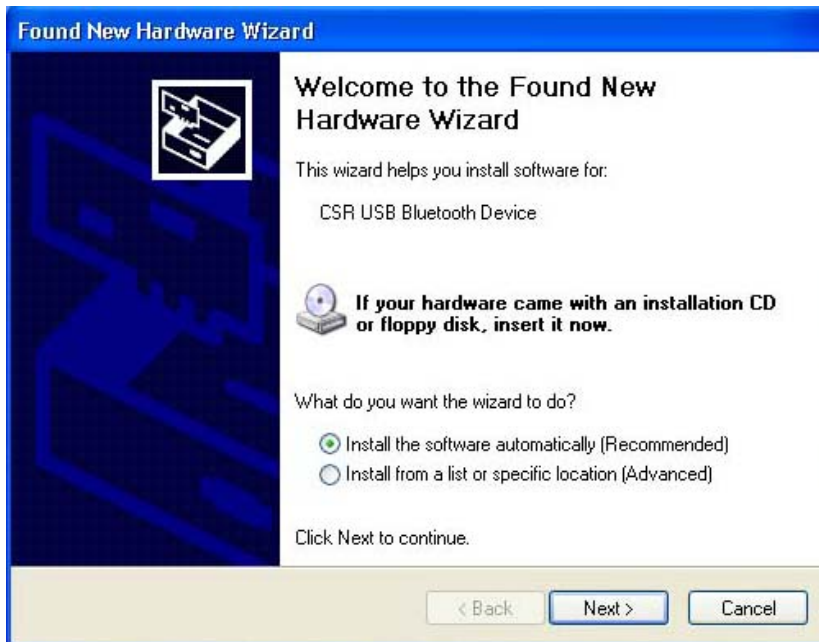 Found New Hardware Wizard
Welcome to the Found New
Hardware Wizard
This wizard helps you install software for:
CSR USB Bluetooth Device
If your hardware came with an installation CD
or floppy disk, insert it now.
What do you want the wizard to do?
Install the software automatically (Recommended)
Install from a list or specific location (Advanced)
Click Next to continue.
< Back Next > Cancel